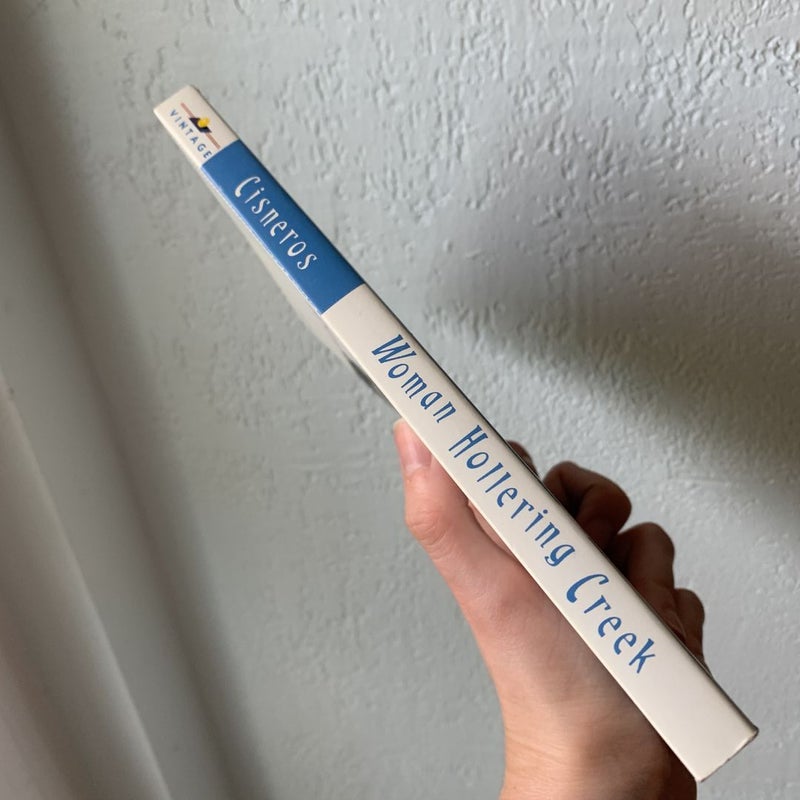 VINTAGE
Cisneros
Woman Hollering Creek